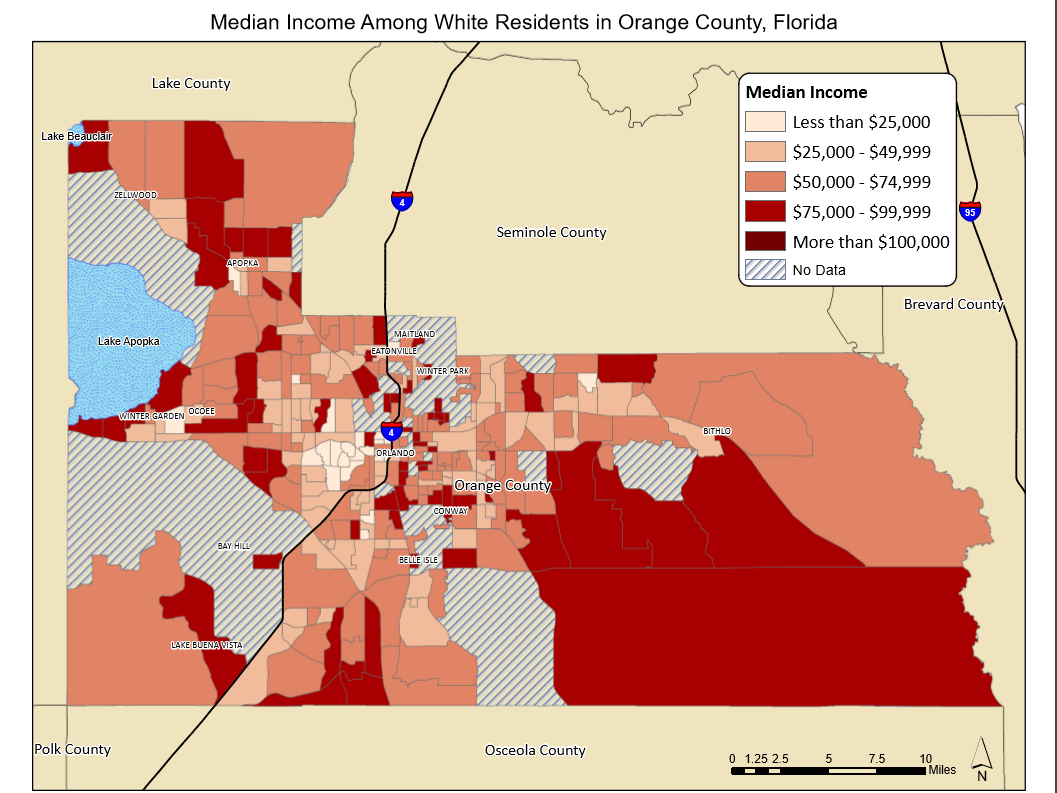 Median Income Among White Residents in Orange County, Florida
Lake County
Median Income
Less than $25,000
$25,000 - $49,999
$50,000 - $74,999
$75,000 - $99,999
More than $100,000
No Data
Lake Beauclair
ZELLWOOD
4
95
Seminole County
APOPKA
Brevard County
Lake Apopka
MAITLAND
EATONVILLE
WINTER PARK
WINTER GARDEN
OCOEE
4
BITHLO
ORLANDO
Orange County
CONWAY
BAY HILL
BELLE ISLE
LAKE BUENA VISTA
Polk County
Osceola County
0 1.25 2.5 5 7.5 10
Miles
N